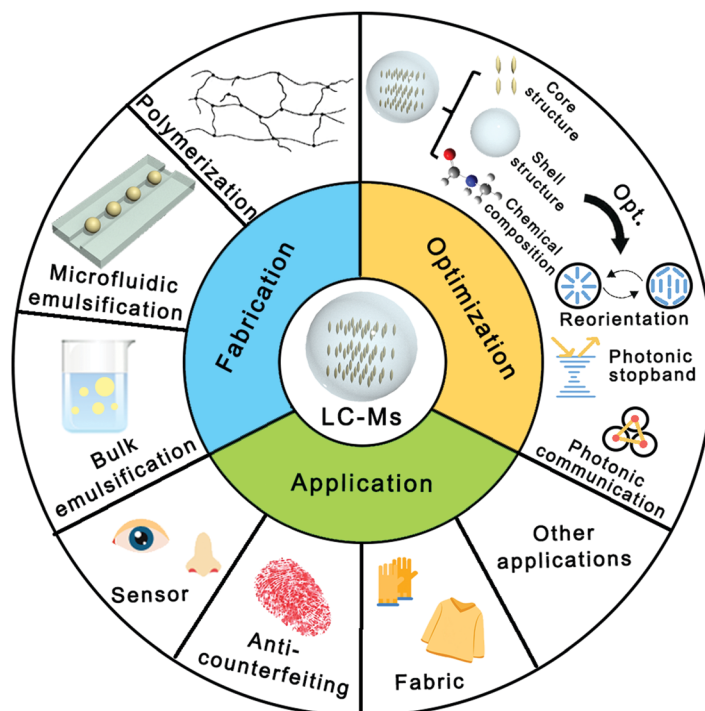 Polymerization
Microfluidic
emulsification
Bulk
emulsification
Fabrication
Core
structure
Shell
structure
Chemical
composition
Opt.
Reorientation
Photonic
stopband
Photonic
communication
Optimization
LC-Ms
Application
Sensor
Anti-
counterfeiting
Fabric
Other
applications